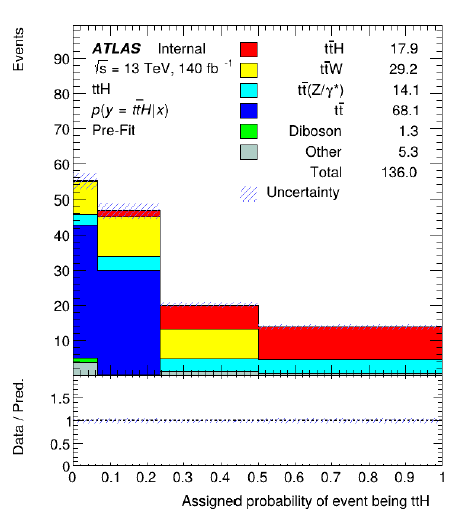 Events
ATLAS Internal
√s = 13 TeV, 140 fb⁻¹
ttH
p(y = tt̄H|x)
Pre-Fit
tt̄H 17.9
tt̄W 29.2
tt̄(Z/γ*) 14.1
tt̄ 68.1
Diboson 1.3
Other 5.3
Total 136.0
Uncertainty
90
80
70
60
50
40
30
20
10
Data / Pred.
1.5
1
0.5
0
0 0.1 0.2 0.3 0.4 0.5 0.6 0.7 0.8 0.9 1
Assigned probability of event being ttH